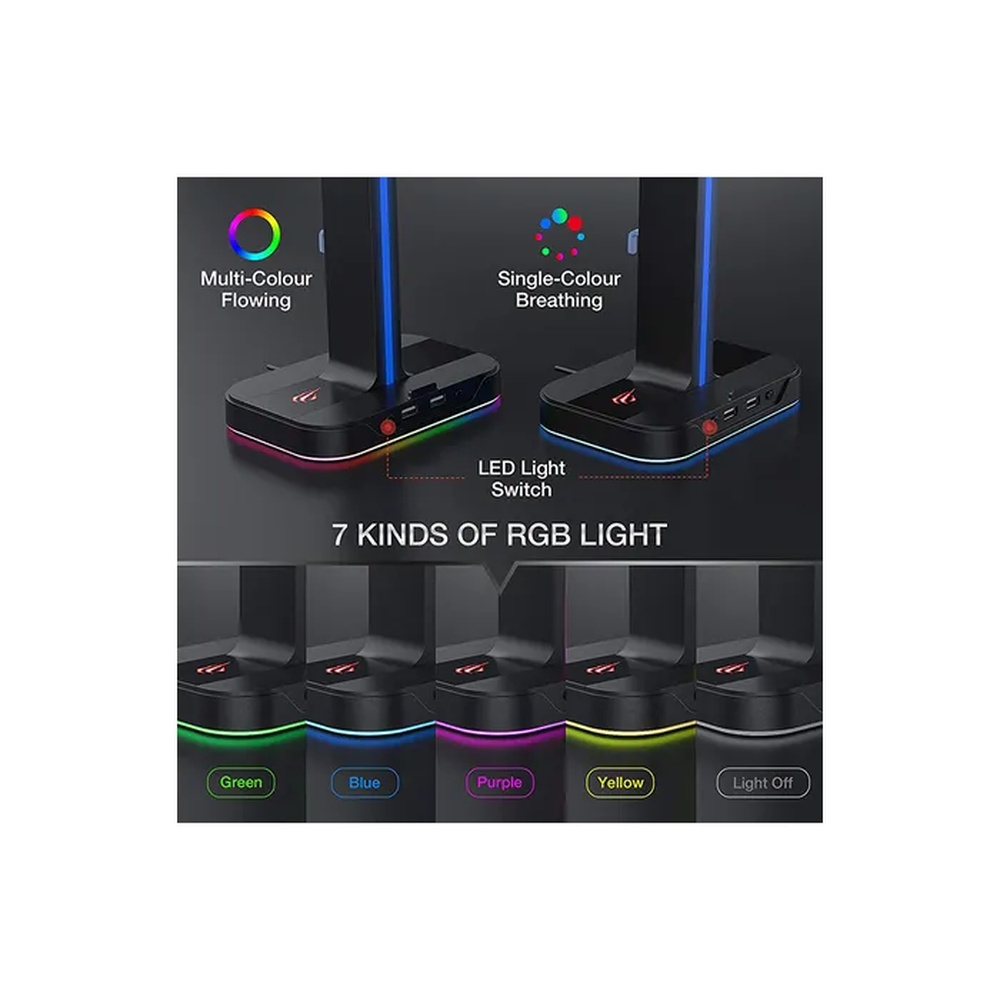 Multi-Colour
Flowing
Single-Colour
Breathing
LED Light
Switch
7 KINDS OF RGB LIGHT
Green
Blue
Purple
Yellow
Light Off